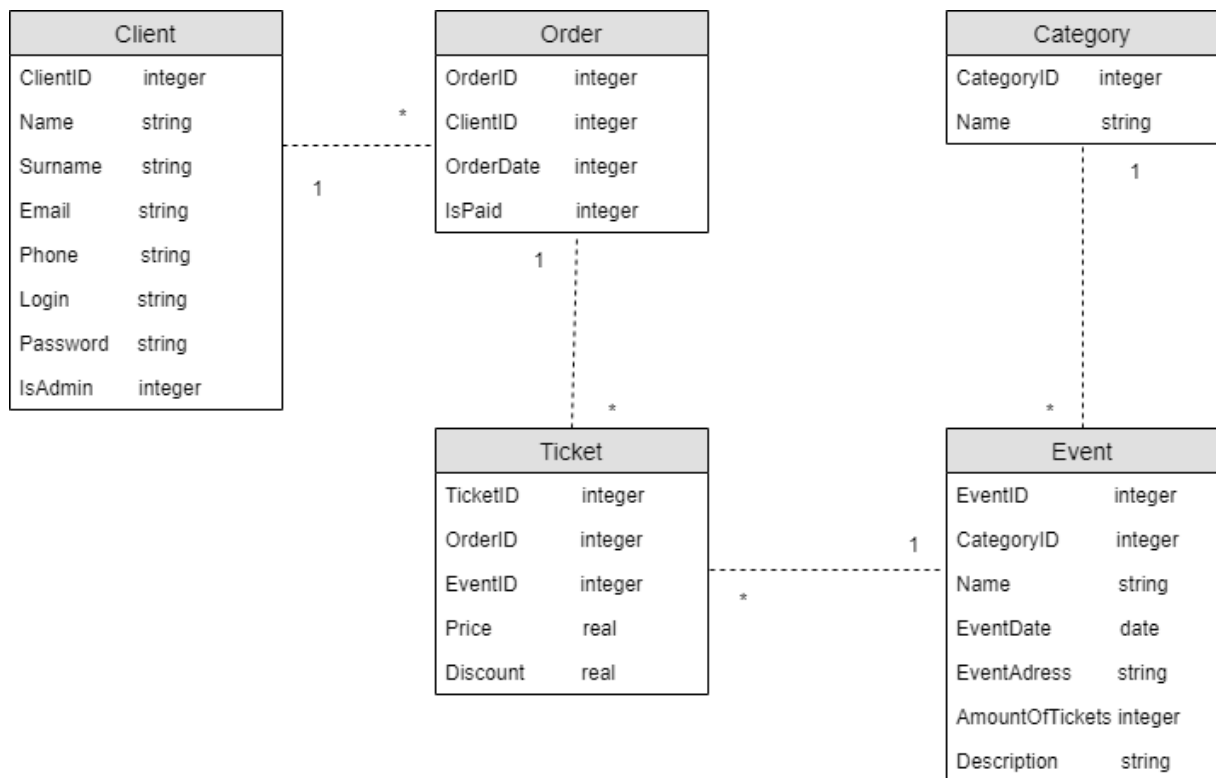 Client
ClientID integer
Name string
Surname string
Email string
Phone string
Login string
Password string
IsAdmin integer
* 
1
Order
OrderID integer
ClientID integer
OrderDate integer
IsPaid integer
1
*
Category
CategoryID integer
Name string
1
*
Ticket
TicketID integer
OrderID integer
EventID integer
Price real
Discount real
1
*
Event
EventID integer
CategoryID integer
Name string
EventDate date
EventAdress string
AmountOfTickets integer
Description string